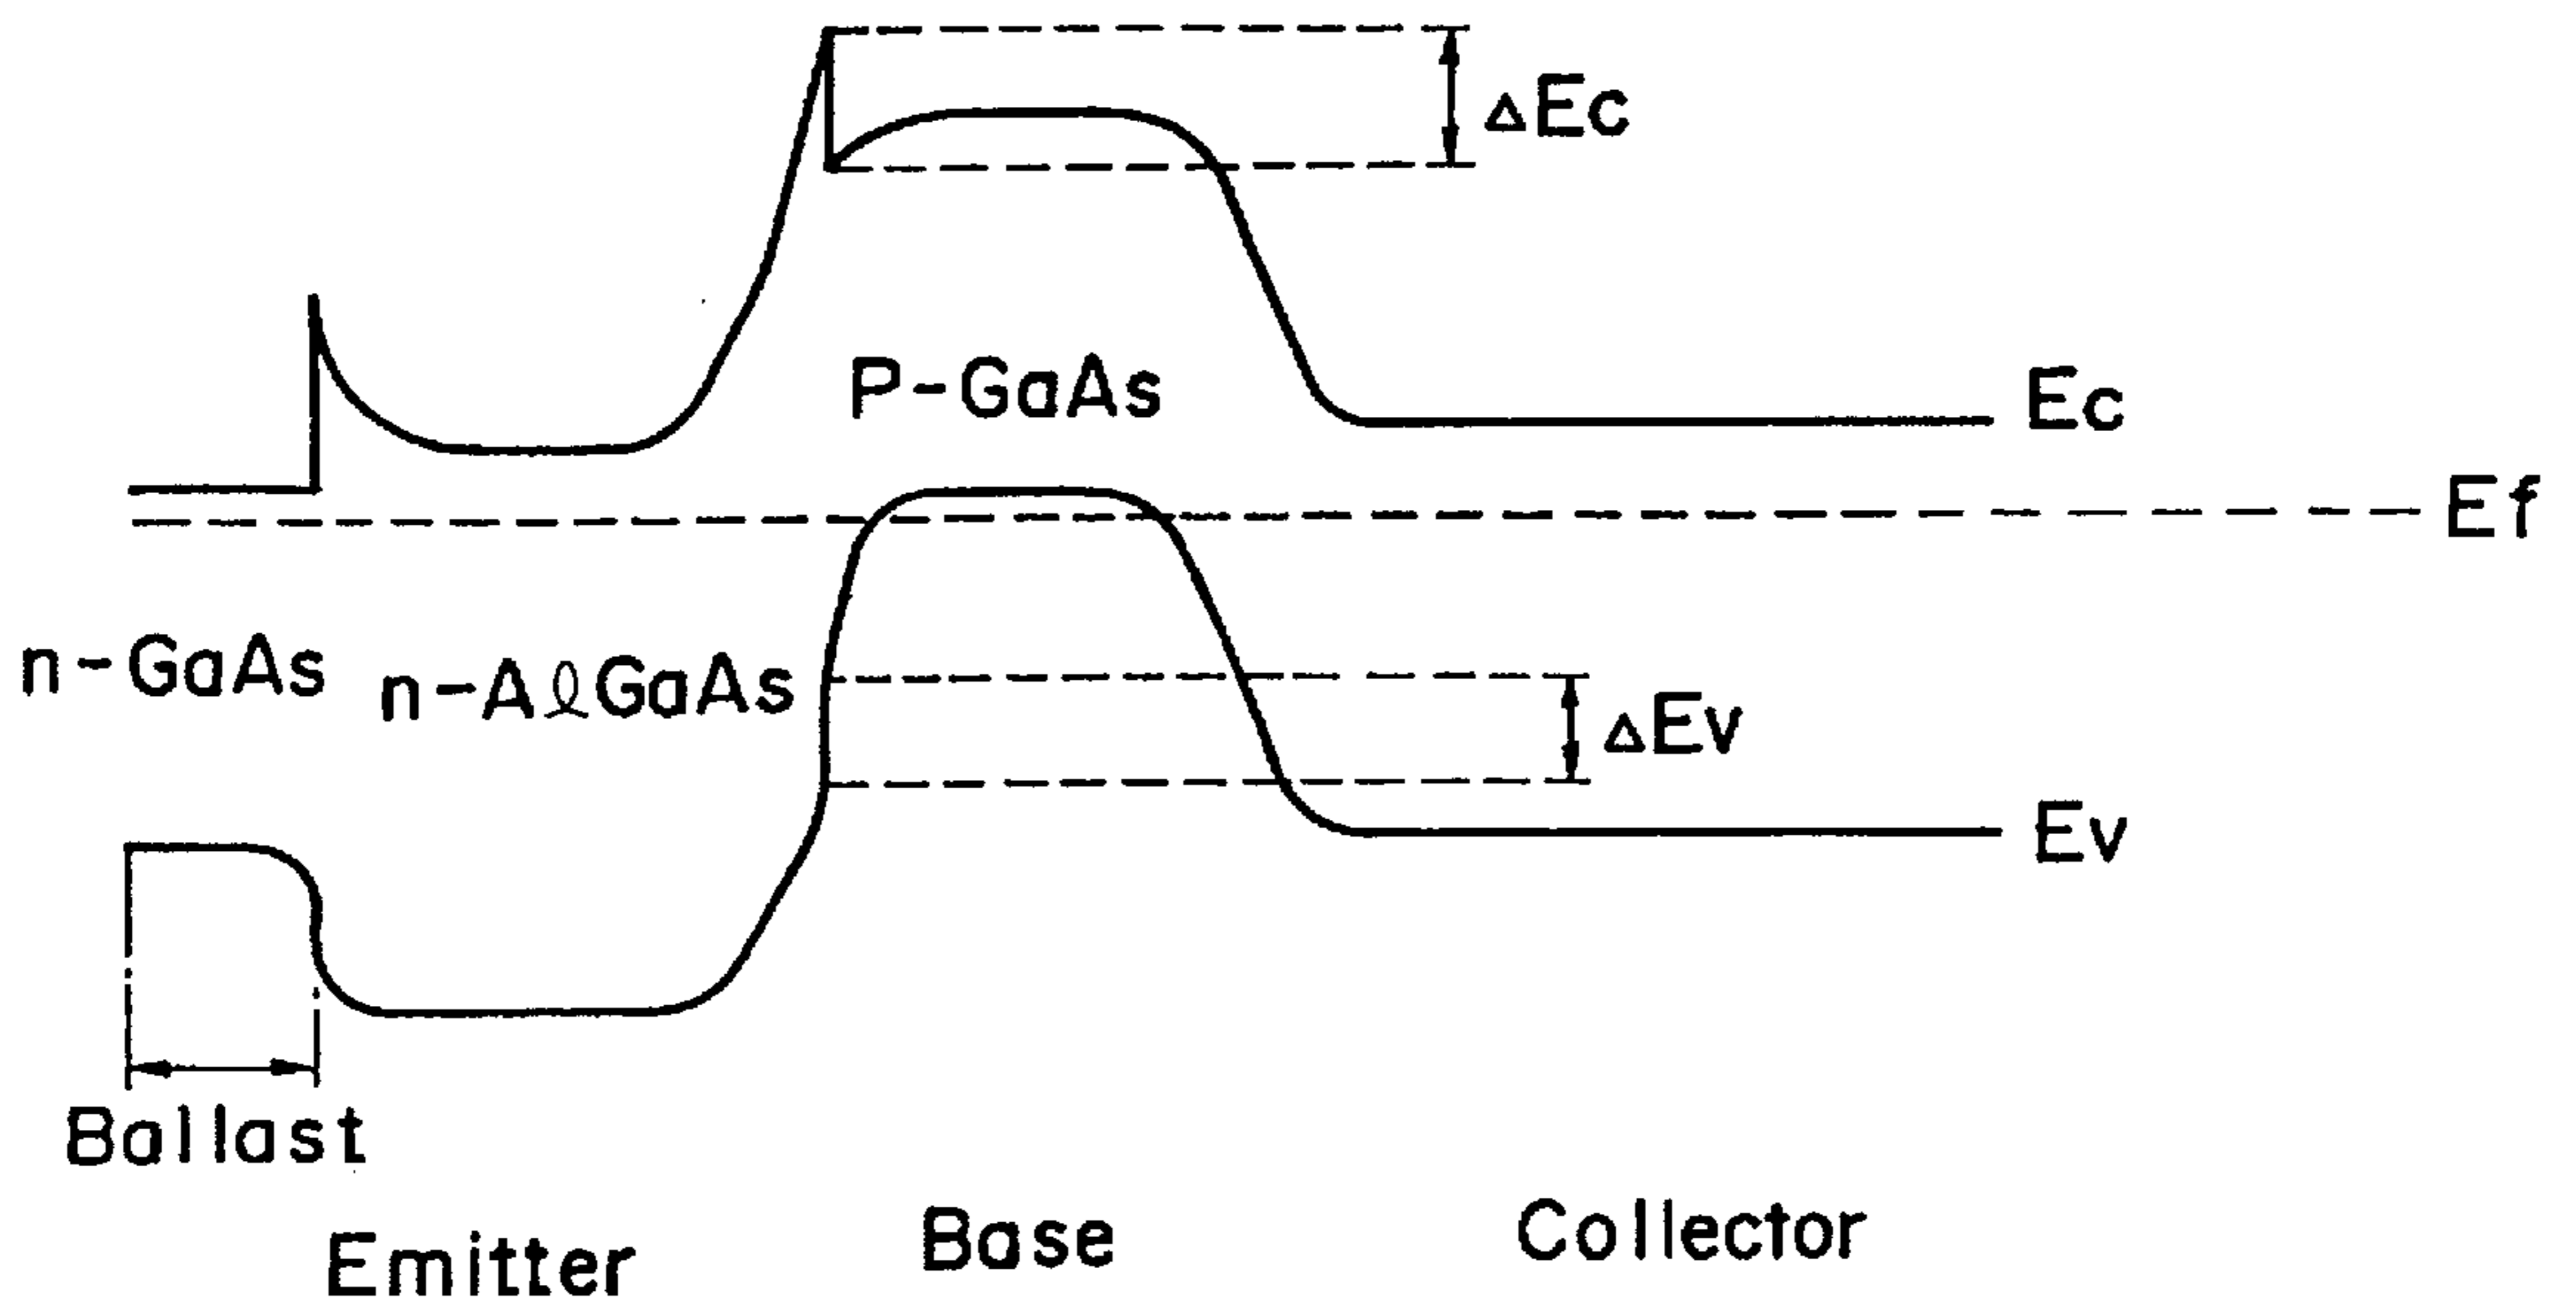 ΔEc
P-GaAs
Ec
Ef
n-GaAs
n-AℓGaAs
ΔEv
Ev
Ballast
Emitter
Base
Collector